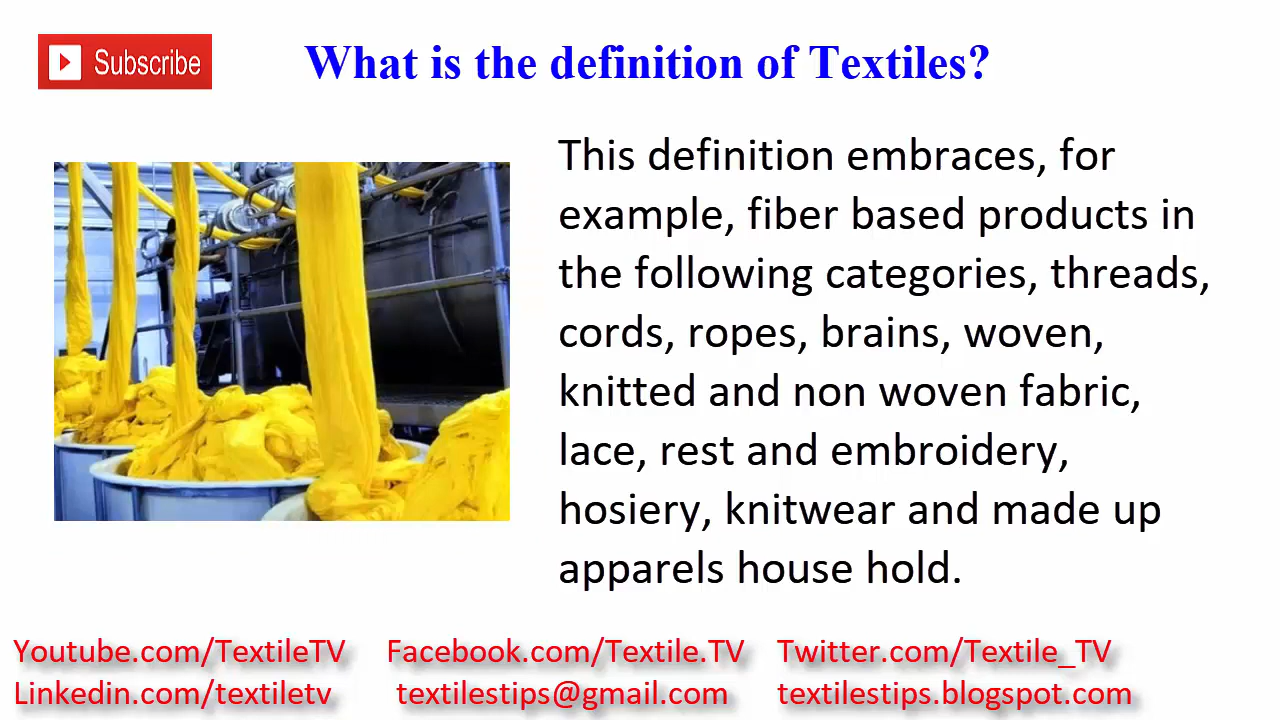 Subscribe
What is the definition of Textiles?
This definition embraces, for
example, fiber based products in
the following categories, threads,
cords, ropes, brains, woven,
knitted and non woven fabric,
lace, rest and embroidery,
hosiery, knitwear and made up
apparels house hold.
Youtube.com/TextileTV Facebook.com/Textile.TV Twitter.com/Textile_TV
Linkedin.com/textiletv textilestips@gmail.com textilestips.blogspot.com